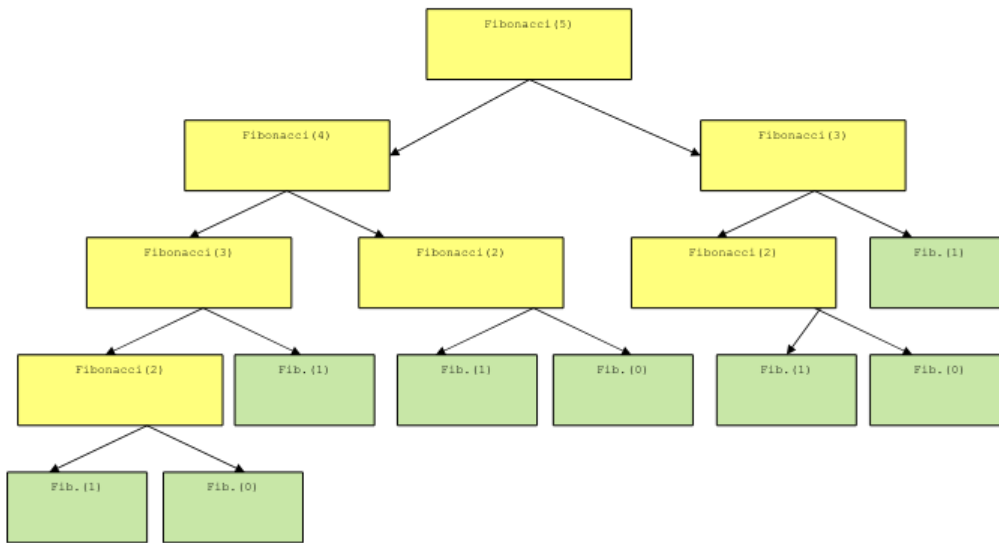 Fibonacci(5)
Fibonacci(4)
Fibonacci(3)
Fibonacci(3)
Fibonacci(2)
Fibonacci(2)
Fib.(1)
Fibonacci(2)
Fib.(1)
Fib.(1)
Fib.(0)
Fib.(1)
Fib.(0)
Fib.(1)
Fib.(0)